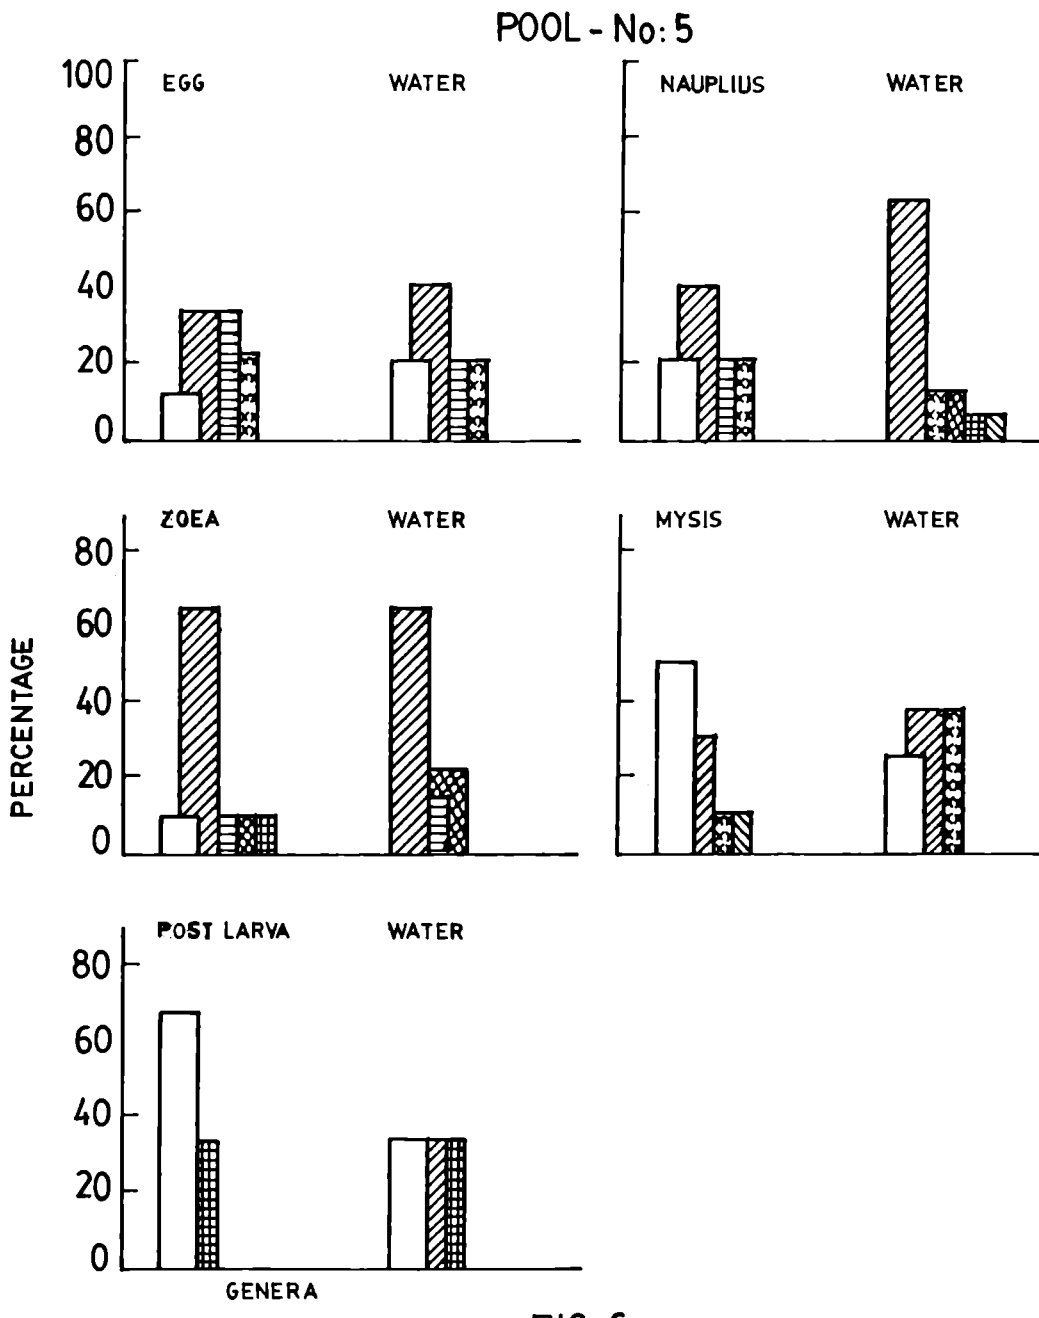 POOL - No: 5
100
80
60
40
20
0
EGG
WATER
NAUPLIUS
WATER
PERCENTAGE
80
60
40
20
0
ZOEA
WATER
MYSIS
WATER
80
60
40
20
0
POST LARVA
WATER
GENERA